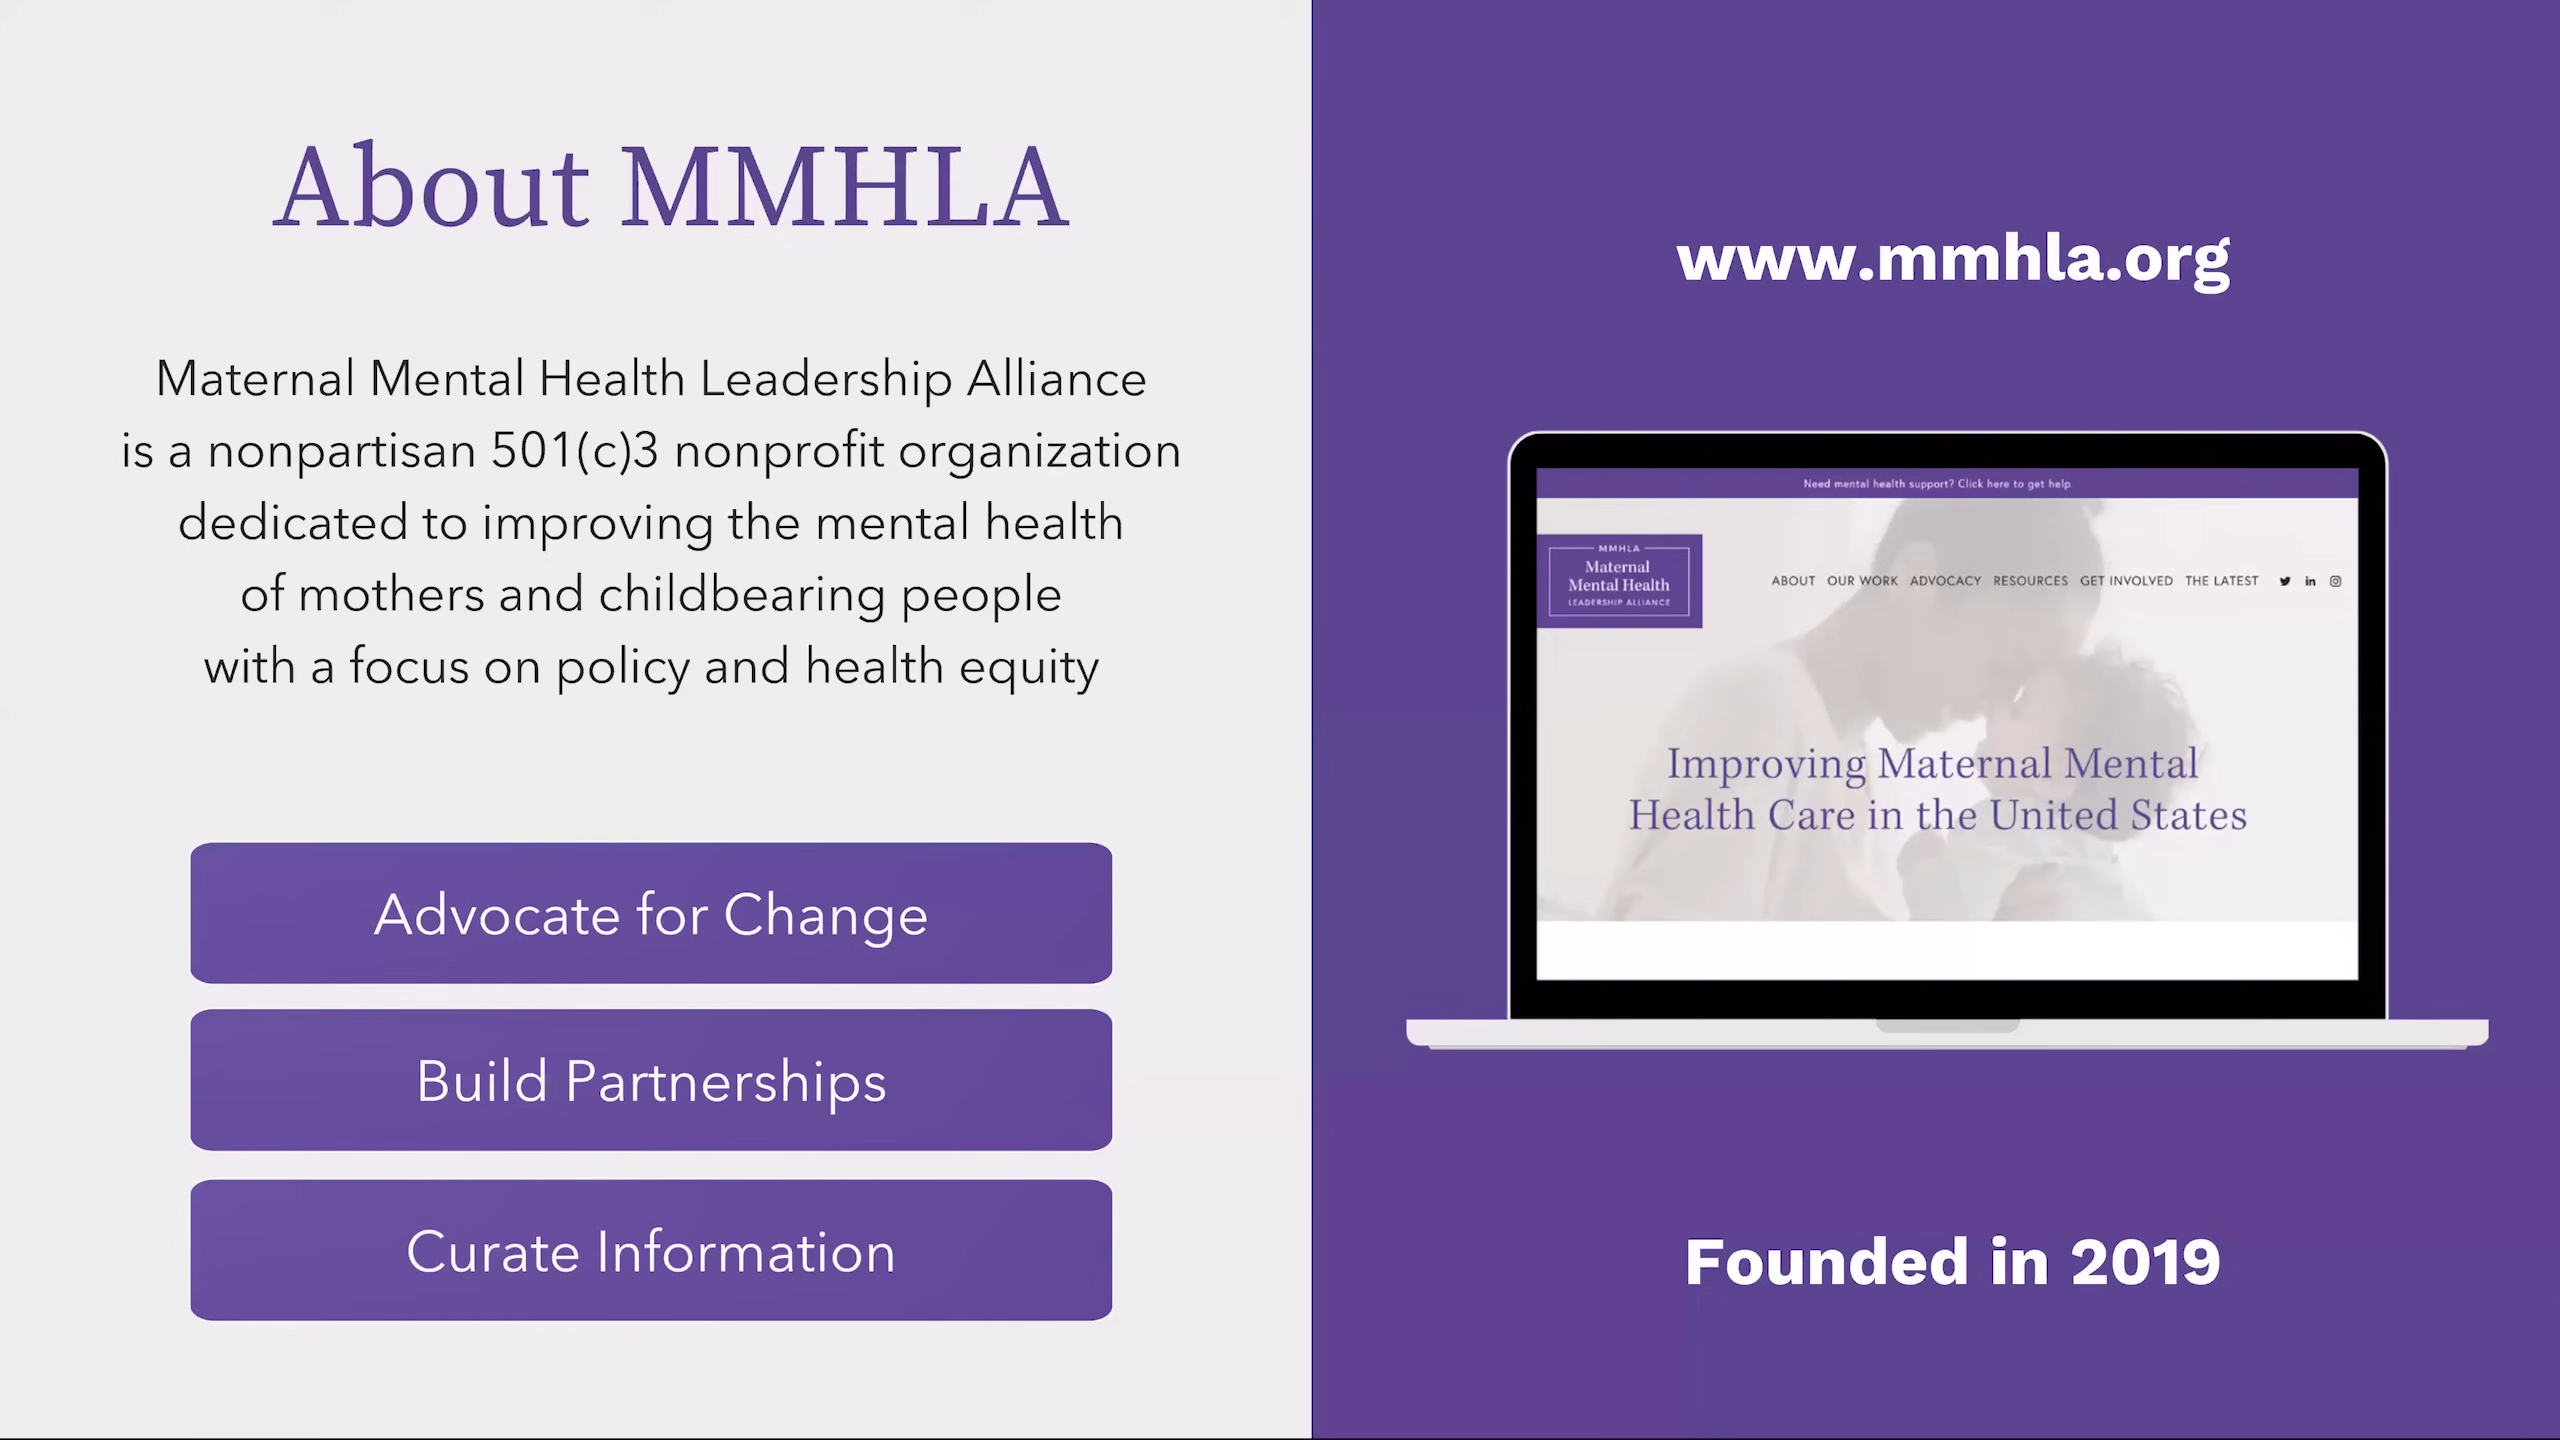 About MMHLA
Maternal Mental Health Leadership Alliance
is a nonpartisan 501(c)3 nonprofit organization
dedicated to improving the mental health
of mothers and childbearing people
with a focus on policy and health equity
Advocate for Change
Build Partnerships
Curate Information
www.mmhla.org
Need mental health support? Click here to get help
MMHLA
Maternal
Mental Health
LEADERSHIP ALLIANCE
ABOUT OUR WORK ADVOCACY RESOURCES GET INVOLVED THE LATEST
Improving Maternal Mental
Health Care in the United States
Founded in 2019